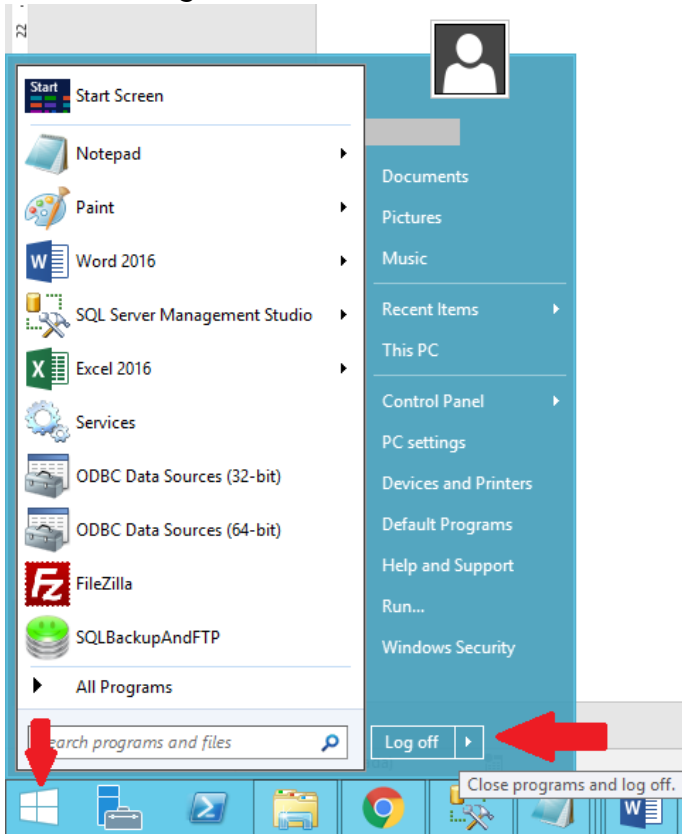 22
Start
Start Screen
Notepad
Paint
Word 2016
SQL Server Management Studio
Excel 2016
Services
ODBC Data Sources (32-bit)
ODBC Data Sources (64-bit)
FileZilla
SQLBackupAndFTP
All Programs
programs and files
Documents
Pictures
Music
Recent Items
This PC
Control Panel
PC settings
Devices and Printers
Default Programs
Help and Support
Run...
Windows Security
Log off
Close programs and log off.